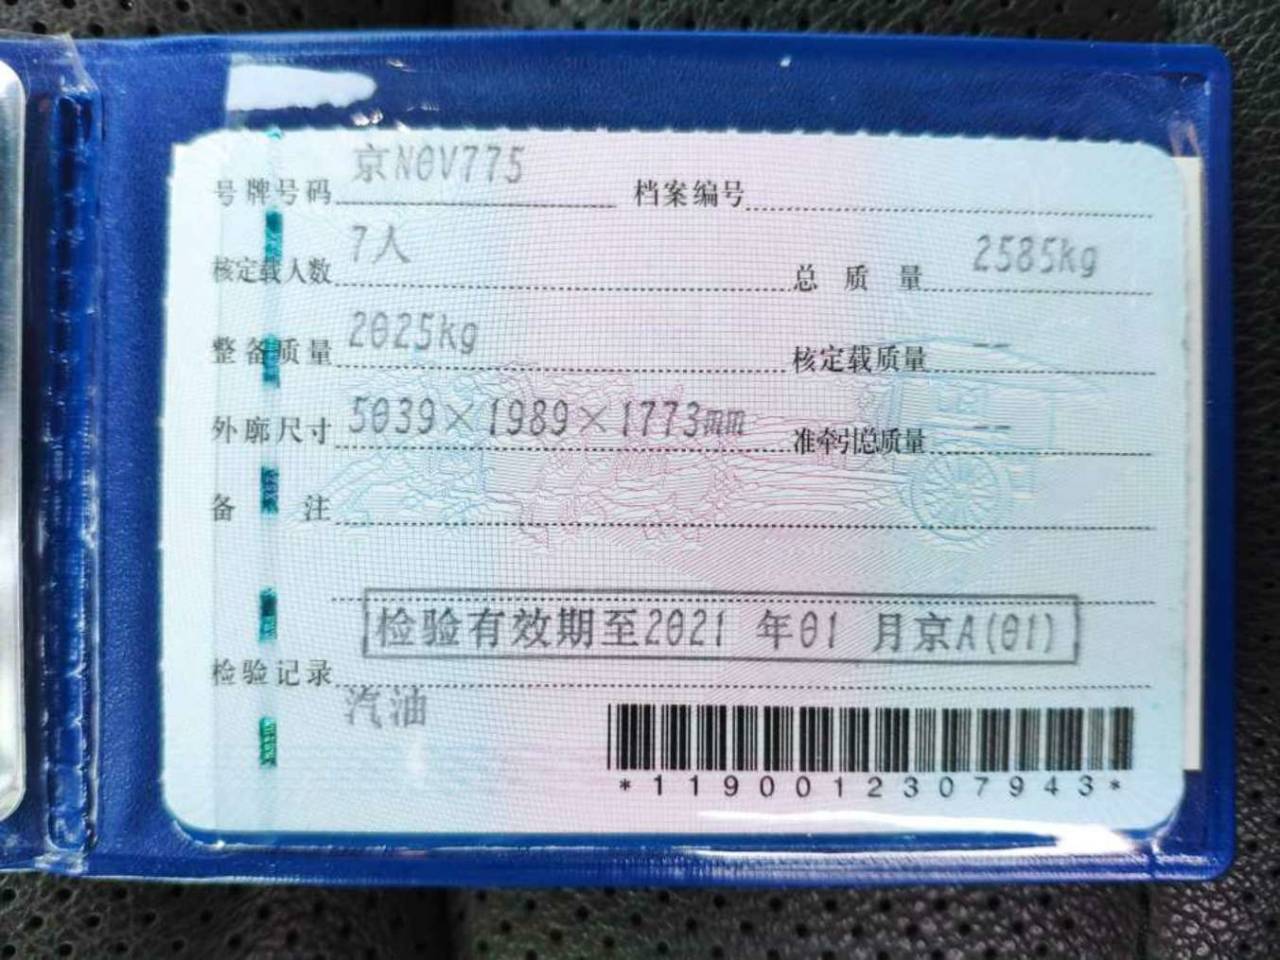 号牌号码 京N0V775 档案编号
核定载人数 7人 总质量 2585kg
整备质量 2025kg 核定载质量 --
外廓尺寸 5039×1989×1773mm 准牵引总质量 --
备注
检验有效期至2021 年01 月京A(01)
检验记录
汽油
*1190012307943*